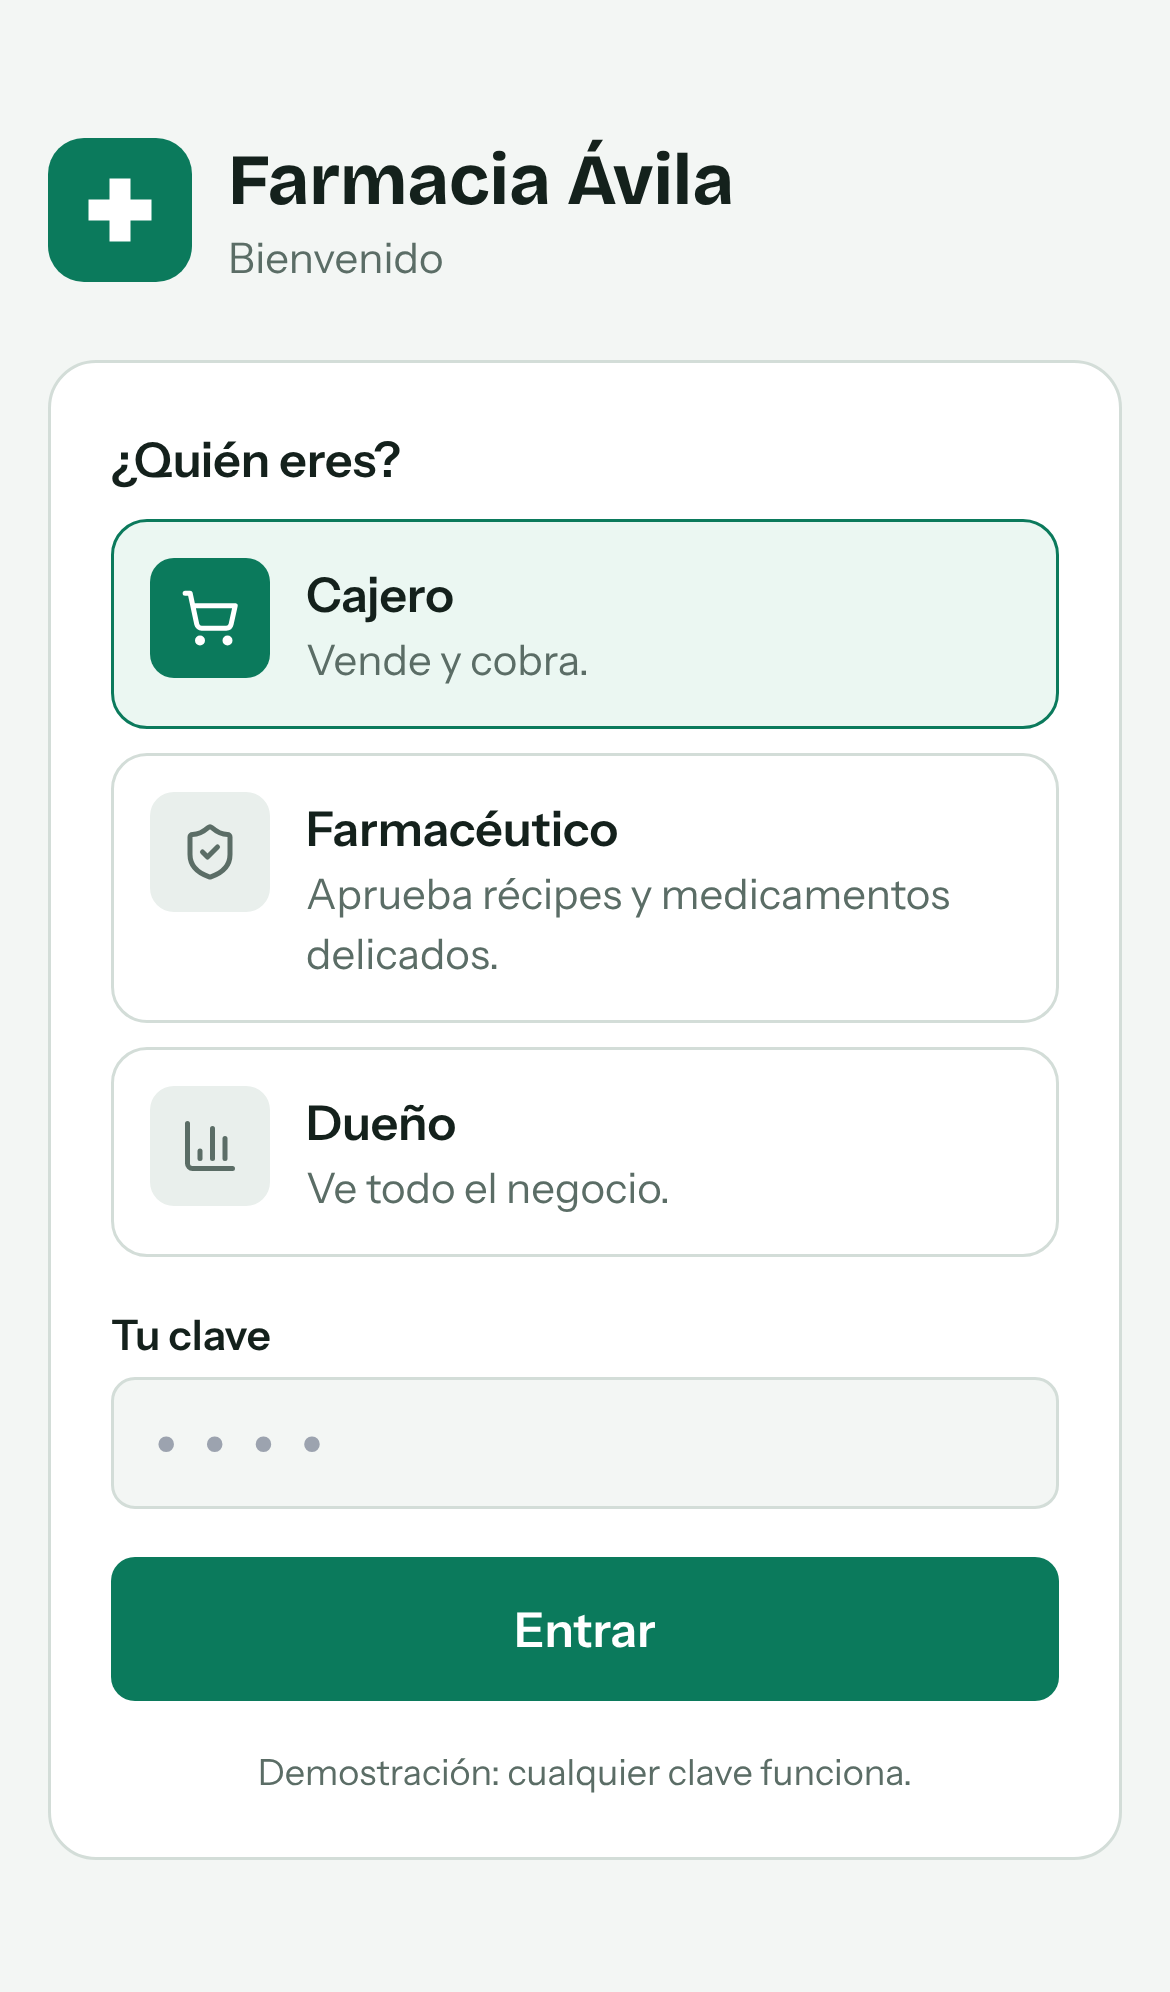 Farmacia Ávila
Bienvenido
¿Quién eres?
Cajero
Vende y cobra.
Farmacéutico
Aprueba récipes y medicamentos
delicados.
Dueño
Ve todo el negocio.
Tu clave
• • • •
Entrar
Demostración: cualquier clave funciona.